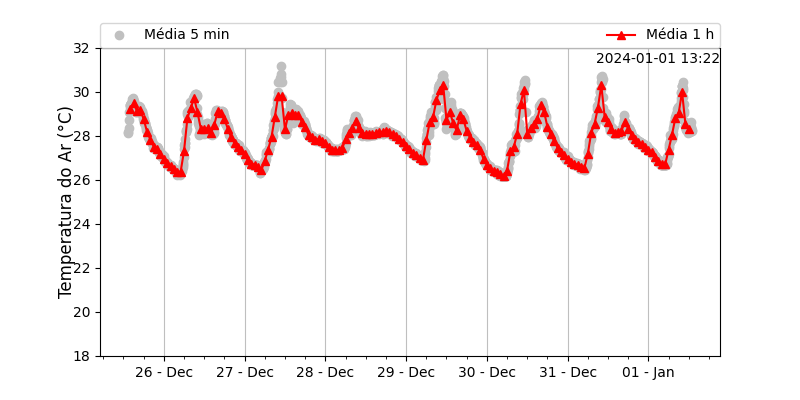 Média 5 min
Média 1 h
2024-01-01 13:22
Temperatura do Ar (°C)
32
30
28
26
24
22
20
18
26 - Dec
27 - Dec
28 - Dec
29 - Dec
30 - Dec
31 - Dec
01 - Jan